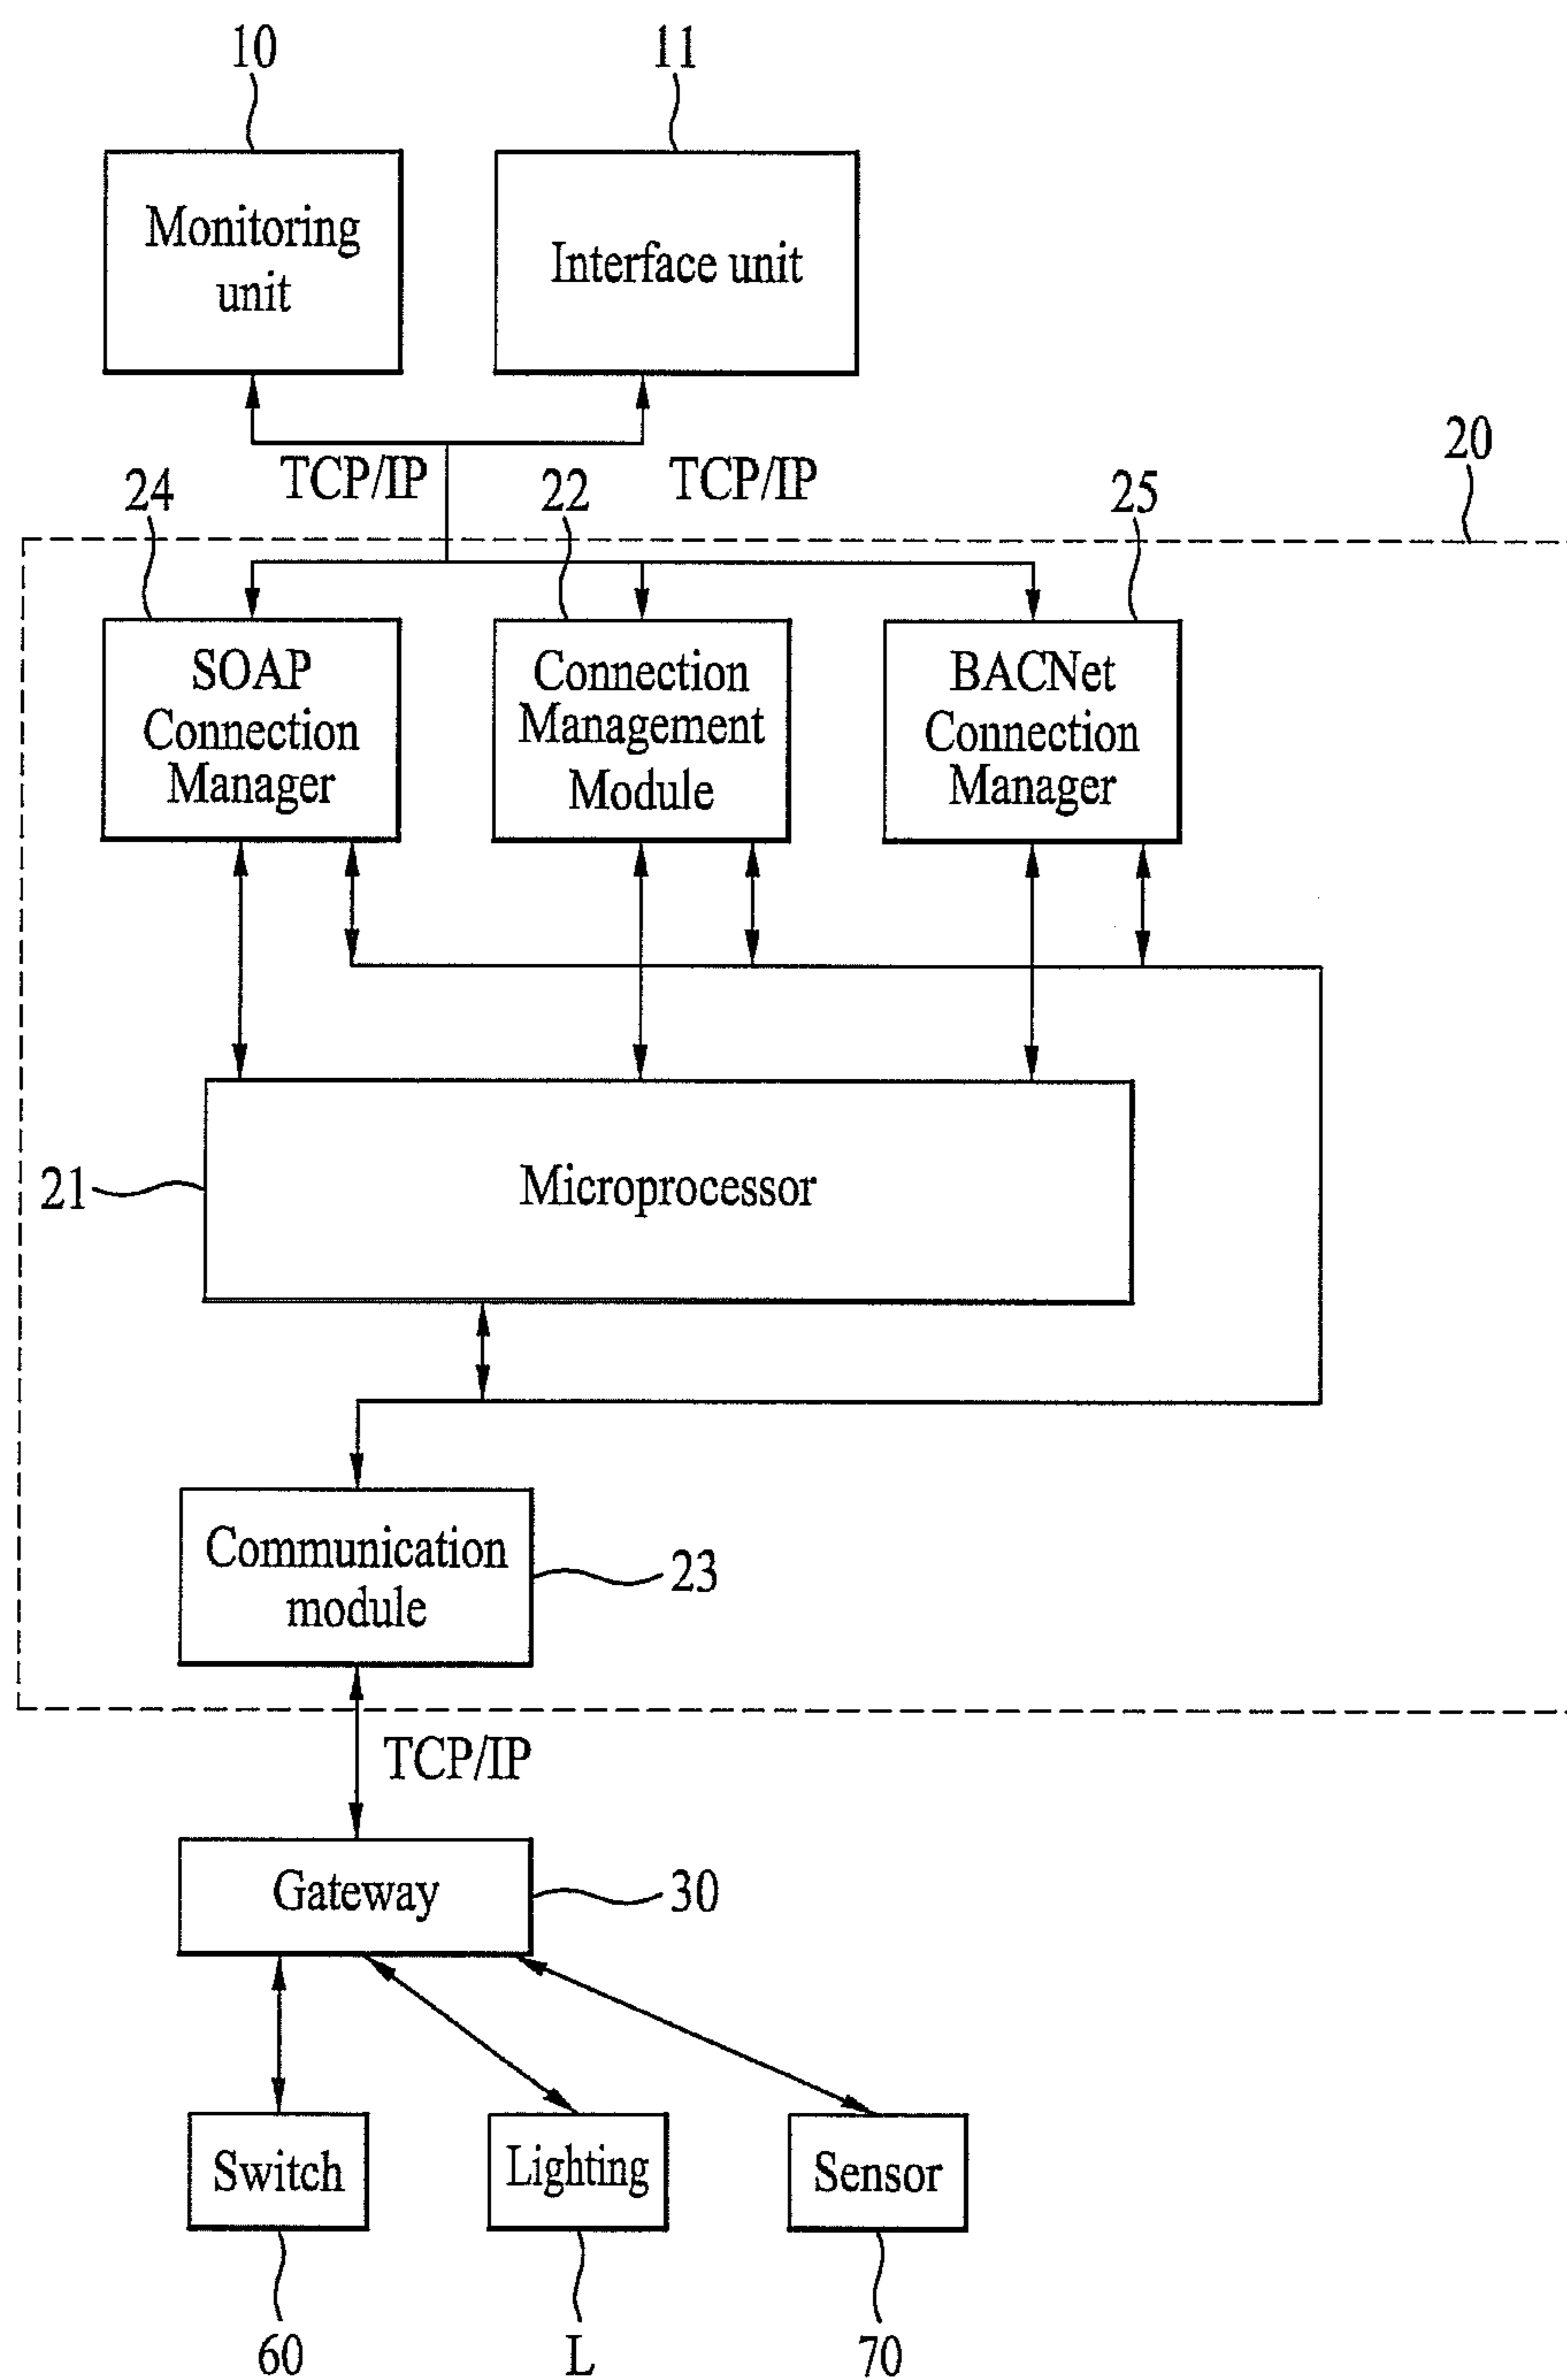 10
11
Monitoring
unit
Interface unit
TCP/IP
TCP/IP
20
24
22
25
SOAP
Connection
Manager
Connection
Management
Module
BACNet
Connection
Manager
21
Microprocessor
Communication
module
23
TCP/IP
Gateway
30
Switch
Lighting
Sensor
60
L
70